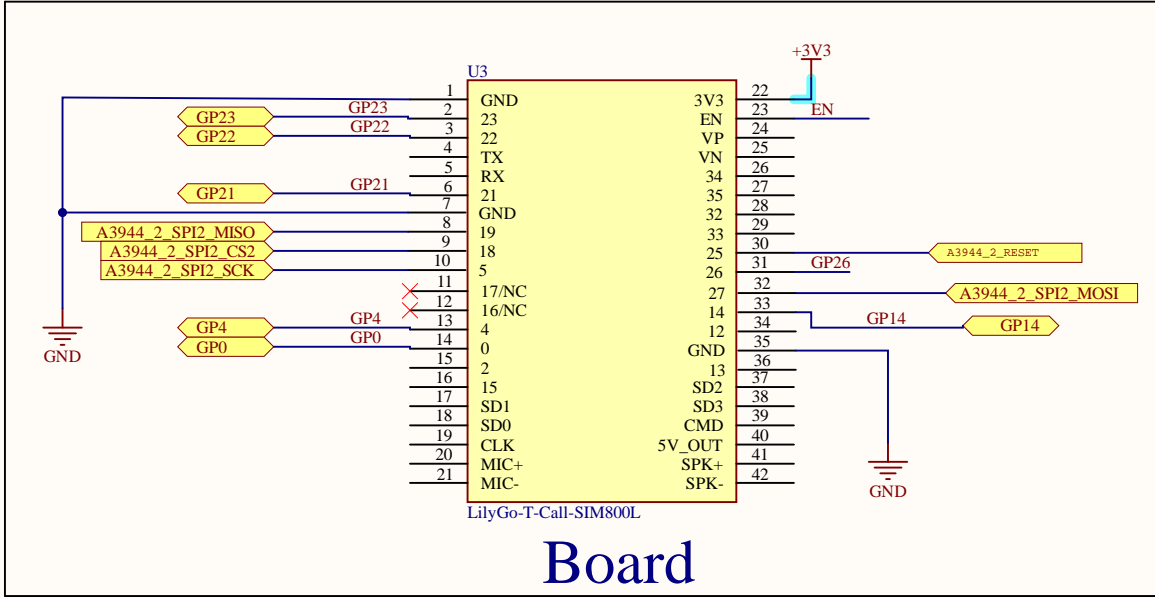 +3V3
U3
1 GND 3V3 22
GP23 GP23 2 23 EN 23 EN
GP22 GP22 3 22 VP 24
4 TX VN 25
5 RX 34 26
GP21 GP21 6 21 35 27
7 GND 32 28
A3944_2_SPI2_MISO 8 19 33 29
A3944_2_SPI2_CS2 9 18 25 30 A3944_2_RESET
A3944_2_SPI2_SCK 10 5 26 31 GP26
11 17/NC 27 32 A3944_2_SPI2_MOSI
12 16/NC 14 33 GP14 GP14
GP4 GP4 13 4 12 34
GP0 GP0 14 0 GND 35
15 2 13 36
16 15 SD2 37
17 SD1 SD3 38
18 SD0 CMD 39
19 CLK 5V_OUT 40
20 MIC+ SPK+ 41
21 MIC- SPK- 42
GND
GND
LilyGo-T-Call-SIM800L
Board